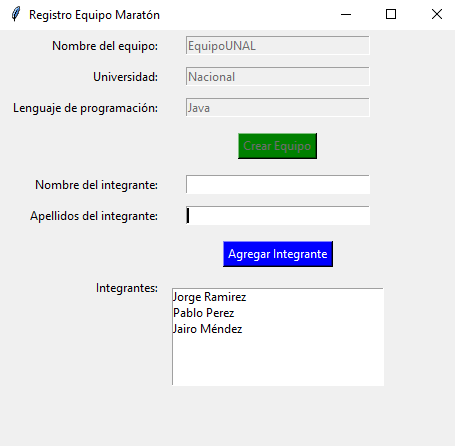 Registro Equipo Maratón
Nombre del equipo: EquipoUNAL
Universidad: Nacional
Lenguaje de programación: Java
Crear Equipo
Nombre del integrante:
Apellidos del integrante:
Agregar Integrante
Integrantes:
Jorge Ramirez
Pablo Perez
Jairo Méndez